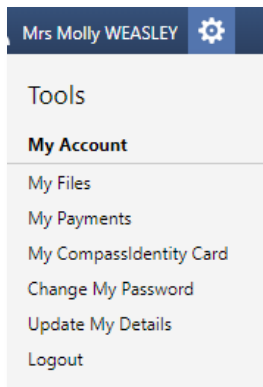 Mrs Molly WEASLEY
Tools
My Account
My Files
My Payments
My CompassIdentity Card
Change My Password
Update My Details
Logout